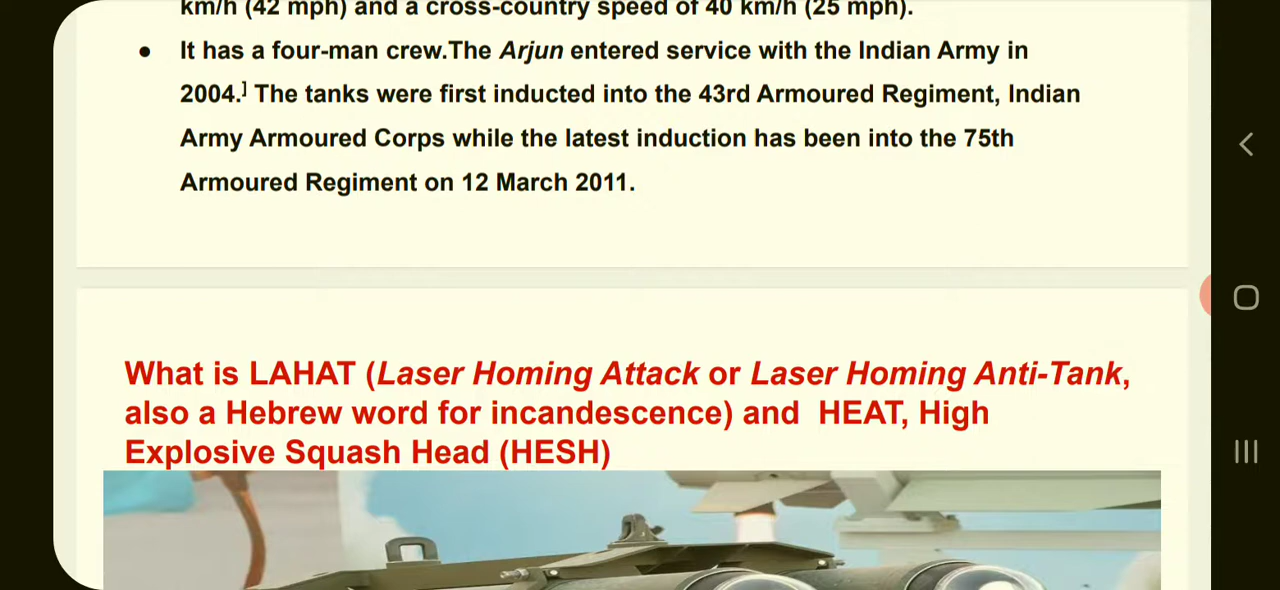 km/h (42 mph) and a cross-country speed of 40 km/h (25 mph).
● It has a four-man crew.The Arjun entered service with the Indian Army in
2004.] The tanks were first inducted into the 43rd Armoured Regiment, Indian
Army Armoured Corps while the latest induction has been into the 75th
Armoured Regiment on 12 March 2011.
What is LAHAT (Laser Homing Attack or Laser Homing Anti-Tank,
also a Hebrew word for incandescence) and HEAT, High
Explosive Squash Head (HESH)